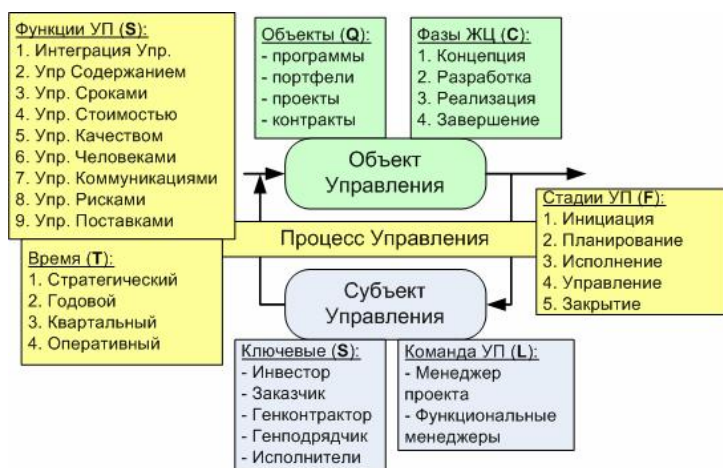 Функции УП (S):
1. Интеграция Упр.
2. Упр Содержанием
3. Упр. Сроками
4. Упр. Стоимостью
5. Упр. Качеством
6. Упр. Человеками
7. Упр. Коммуникациями
8. Упр. Рисками
9. Упр. Поставками
Объекты (Q):
- программы
- портфели
- проекты
- контракты
Фазы ЖЦ (C):
1. Концепция
2. Разработка
3. Реализация
4. Завершение
Объект
Управления
Процесс Управления
Стадии УП (F):
1. Инициация
2. Планирование
3. Исполнение
4. Управление
5. Закрытие
Время (T):
1. Стратегический
2. Годовой
3. Квартальный
4. Оперативный
Субъект
Управления
Ключевые (S):
- Инвестор
- Заказчик
- Генконтрактор
- Генподрядчик
- Исполнители
Команда УП (L):
- Менеджер
проекта
- Функциональные
менеджеры